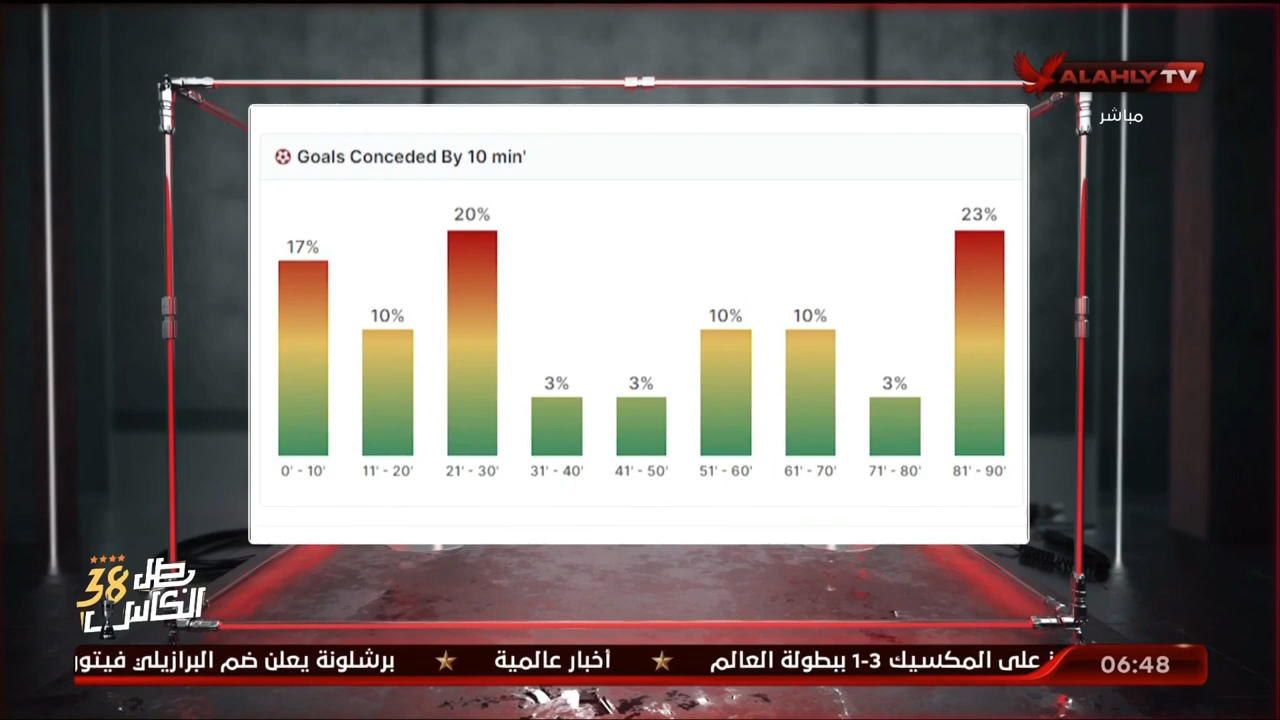 ALAHLY TV
مباشر
Goals Conceded By 10 min'
17% 10% 20% 3% 3% 10% 10% 3% 23%
0' - 10' 11' - 20' 21' - 30' 31' - 40' 41' - 50' 51' - 60' 61' - 70' 71' - 80' 81' - 90'
بطل
الكاس 38
على المكسيك 3-1 ببطولة العالم ★ أخبار عالمية ★ برشلونة يعلن ضم البرازيلي
06:48